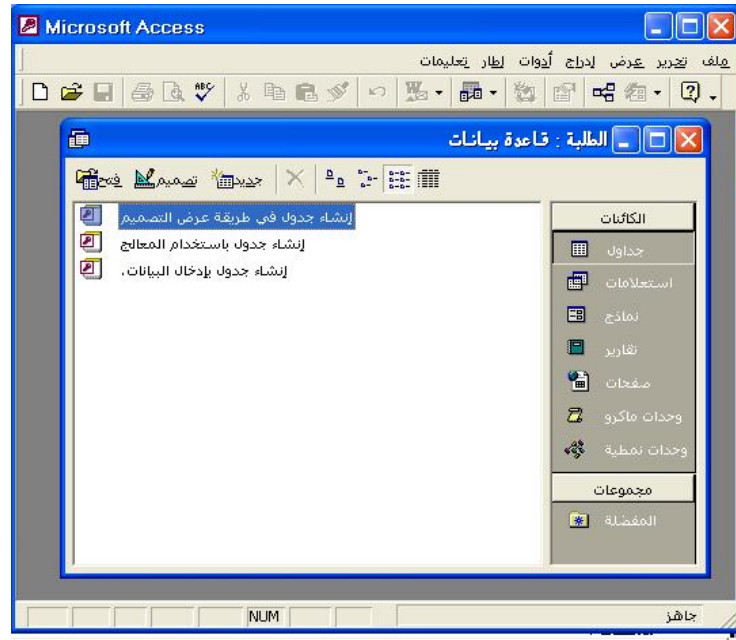 Microsoft Access
ملف تحرير عرض إدراج أدوات إطار تعليمات
الطلبة : قاعدة بيانات
فتح تصميم جديد
الكائنات
جداول
استعلامات
نماذج
تقارير
صفحات
وحدات ماكرو
وحدات نمطية
مجموعات
المفضلة
إنشاء جدول في طريقة عرض التصميم
إنشاء جدول باستخدام المعالج
إنشاء جدول بإدخال البيانات.
جاهز
NUM